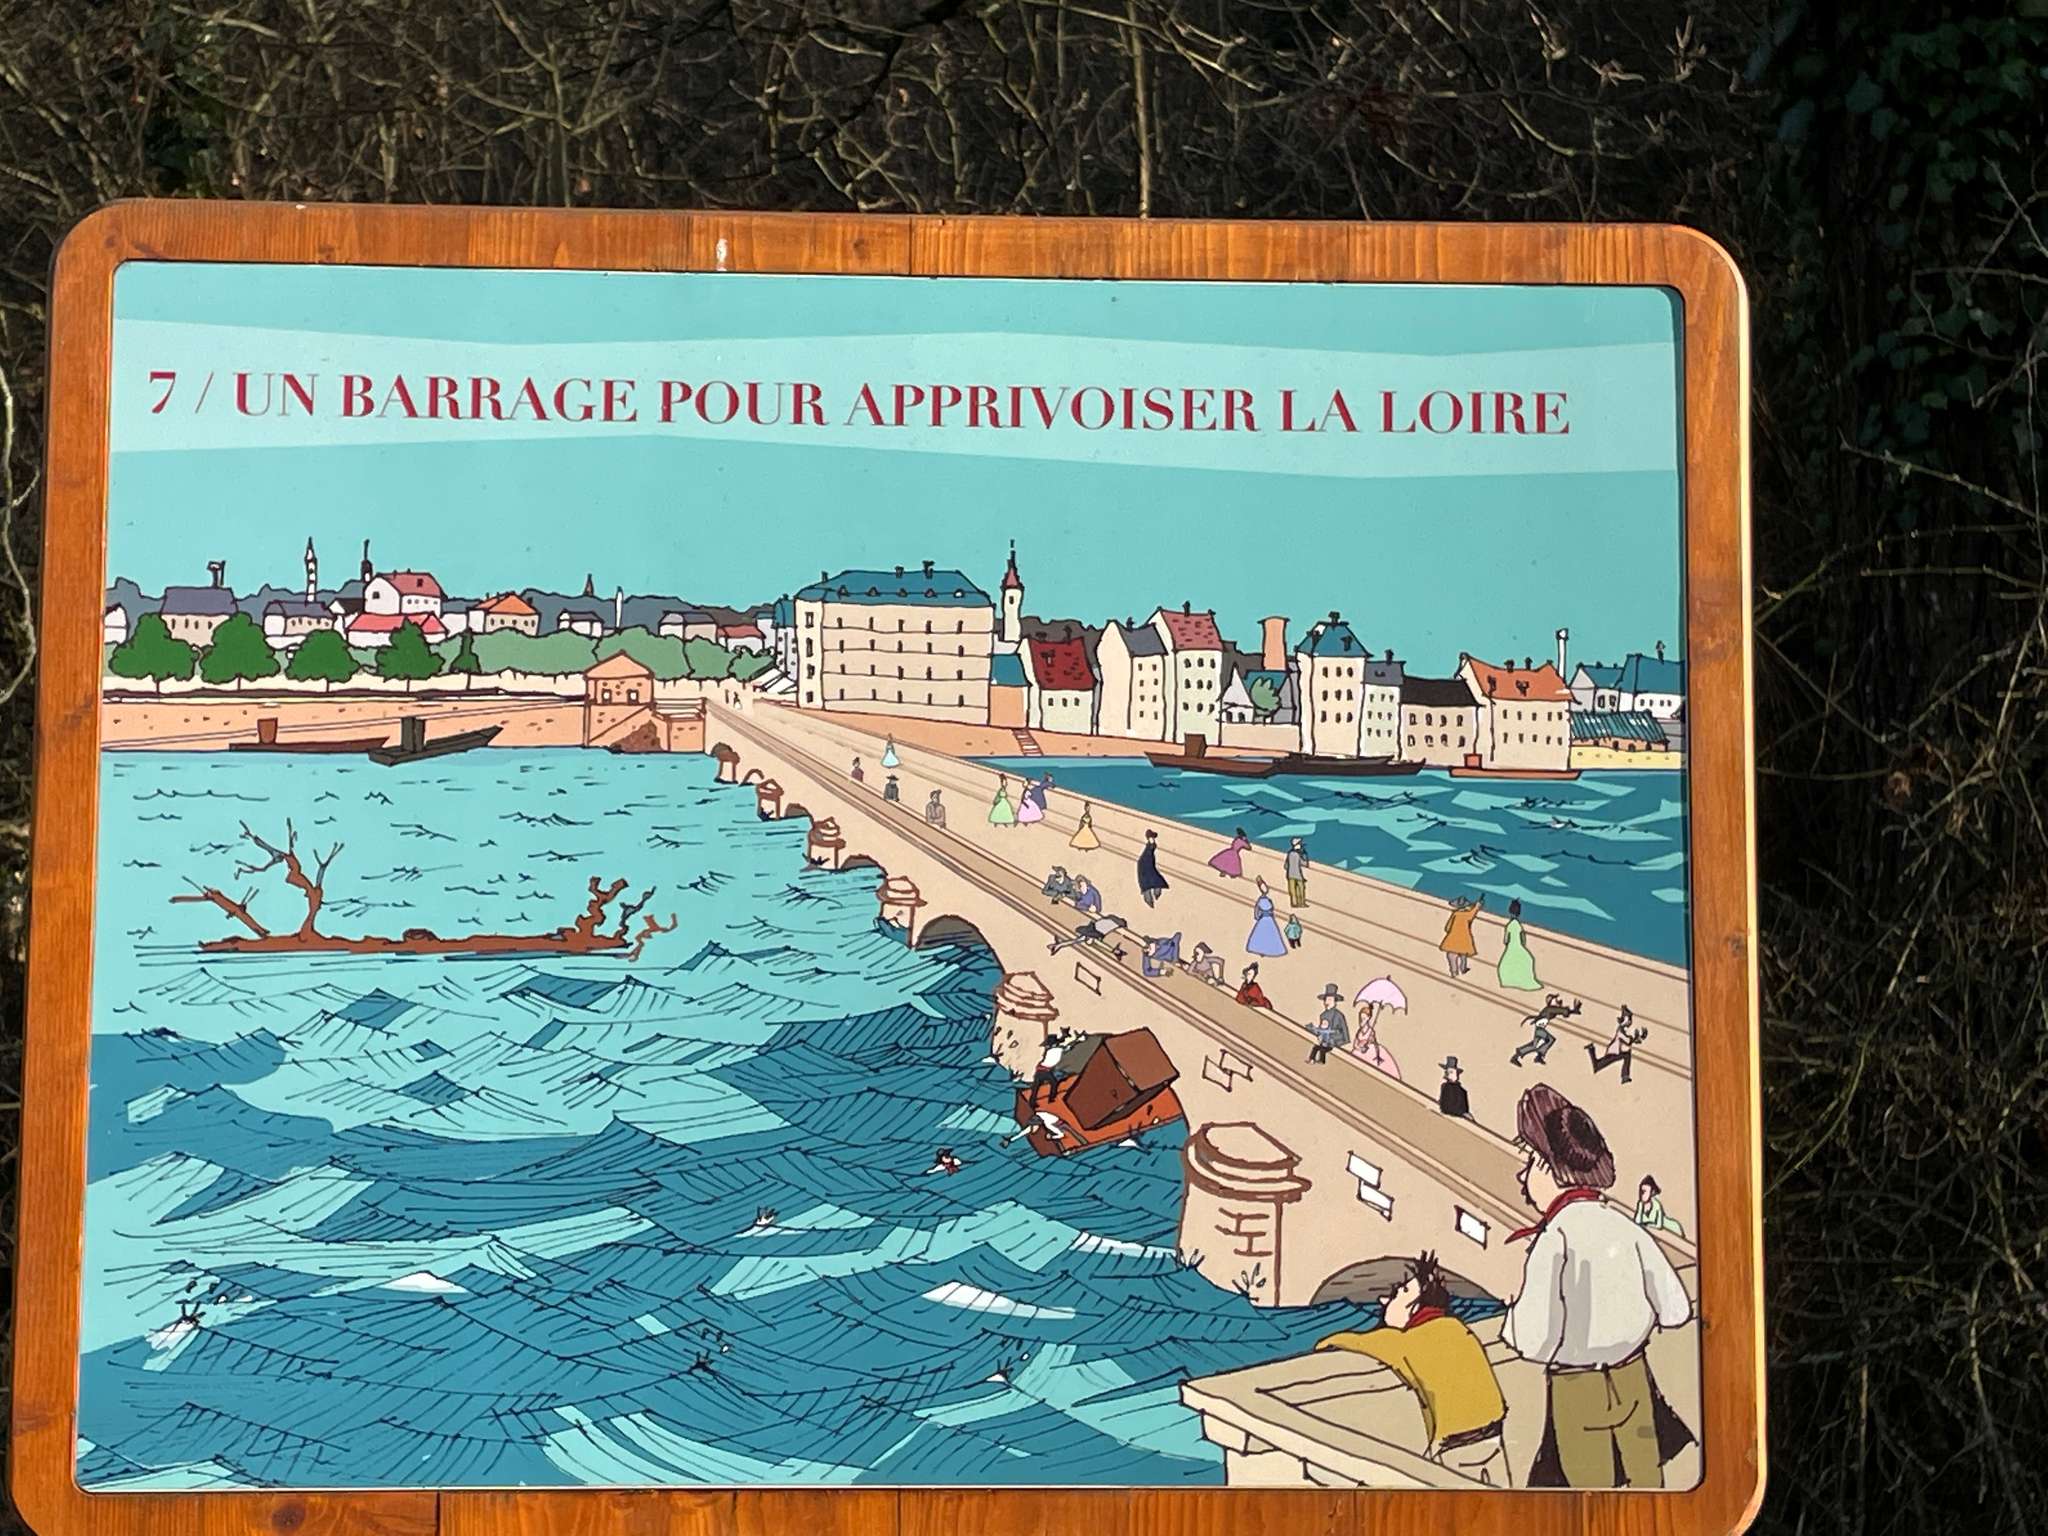 7 / UN BARRAGE POUR APPRIVOISER LA LOIRE